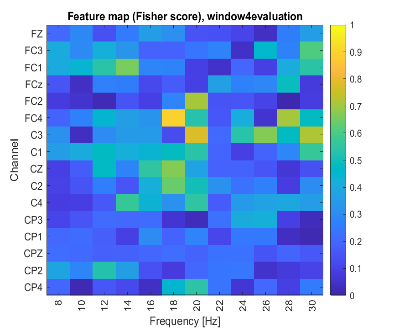 Feature map (Fisher score), window4evaluation
FZ
FC3
FC1
FCz
FC2
FC4
C3
C1
CZ
C2
C4
CP3
CP1
CPZ
CP2
CP4
Channel
8 10 12 14 16 18 20 22 24 26 28 30
Frequency [Hz]
1
0.9
0.8
0.7
0.6
0.5
0.4
0.3
0.2
0.1
0